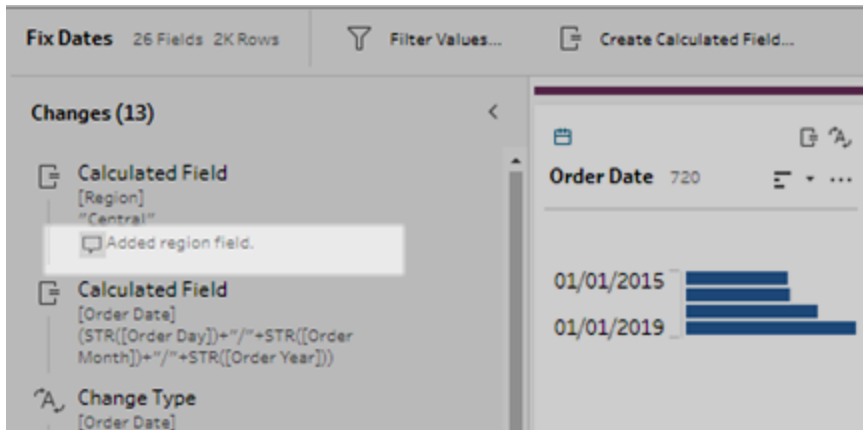 Fix Dates 26 Fields 2K Rows Filter Values... Create Calculated Field...
Changes (13)
Calculated Field
[Region]
"Central"
Added region field.
Calculated Field
[Order Date]
(STR([Order Day])+"/"+STR([Order
Month])+"/"+STR([Order Year]))
Change Type
[Order Date]
Order Date 720
01/01/2015
01/01/2019